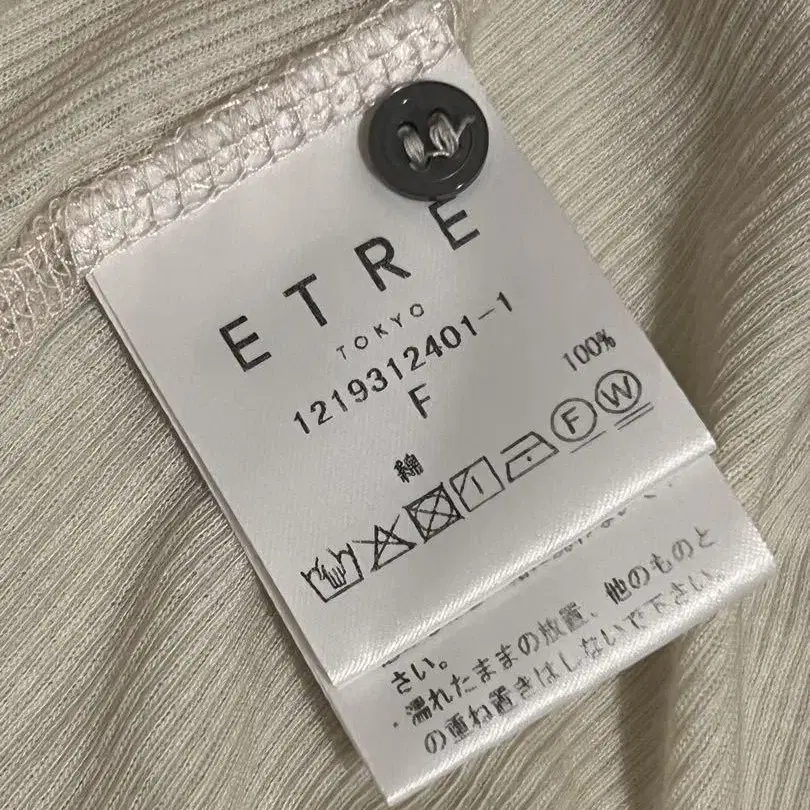 ETRE
TOKYO
1219312401-1
F
綿 100%
F W
さい。
・濡れたままの放置、他のものと
の重ね置きはしないで下さい。